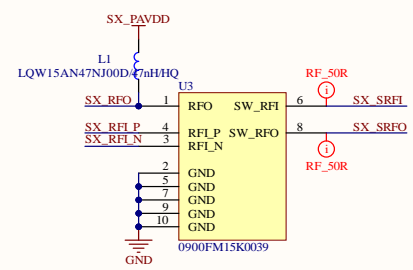 SX_PAVDD
L1
LQW15AN47NJ00D/47nH/HQ
U3
RF_50R
i
SX_RFO 1 RFO SW_RFI 6 SX_SRFI
SX_RFI_P 4 RFI_P SW_RFO 8 SX_SRFO
SX_RFI_N 3 RFI_N
i
RF_50R
2 GND
5 GND
7 GND
9 GND
10 GND
0900FM15K0039
GND